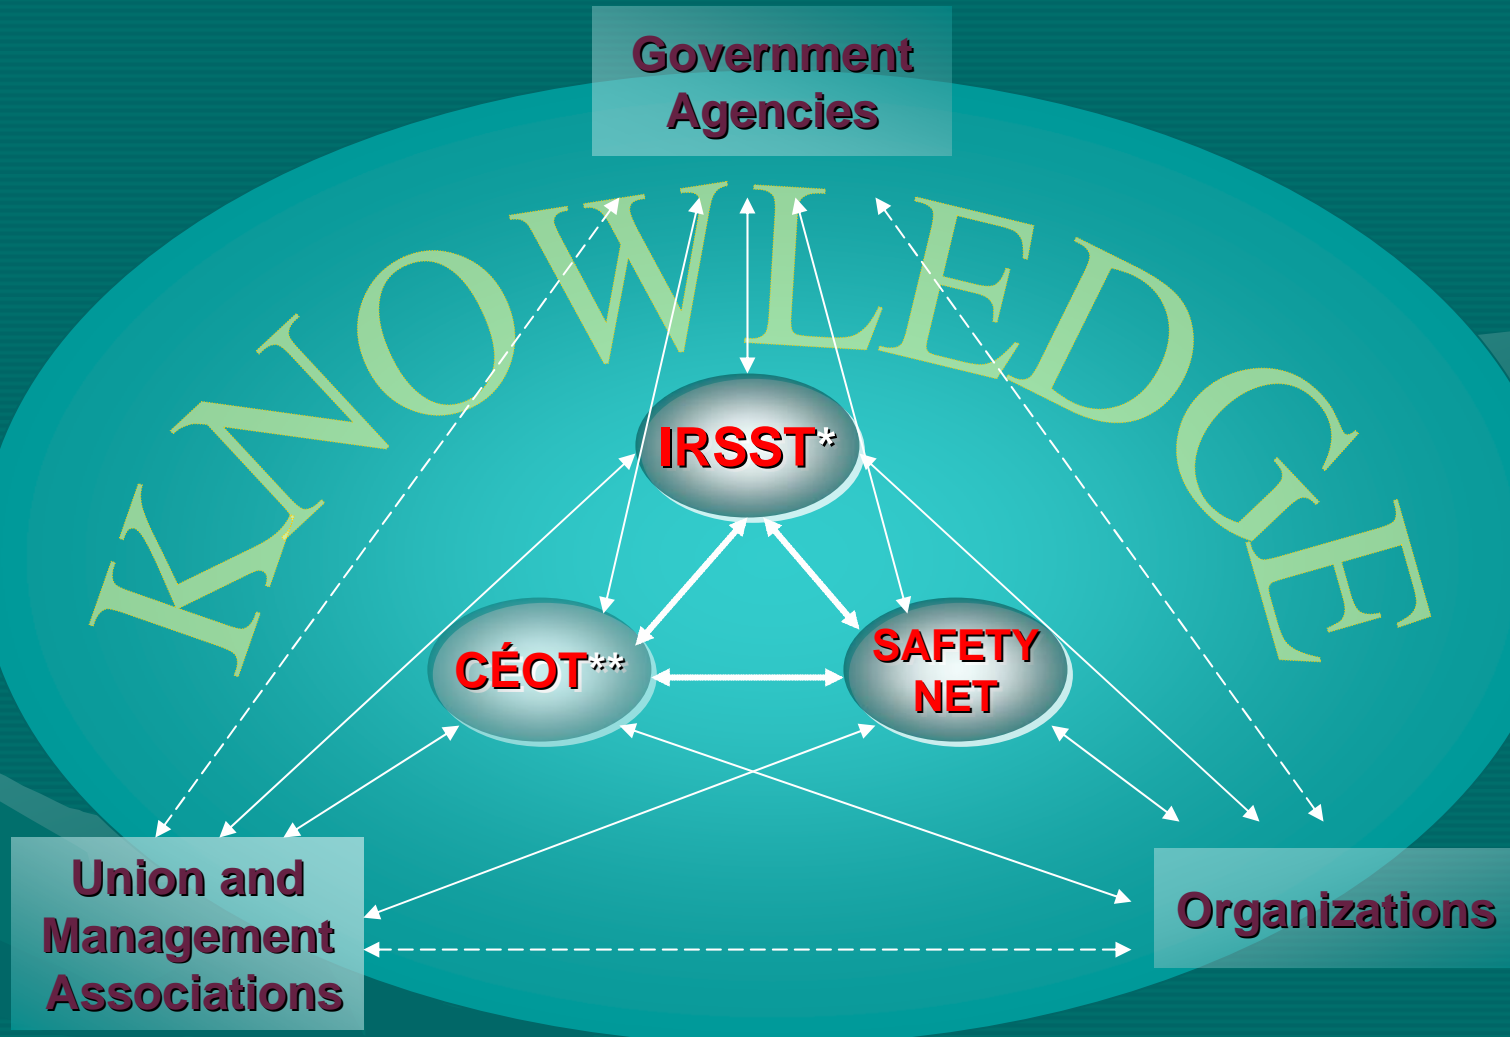 Government
Agencies
KNOWLEDGE
IRSST*
CÉOT**
SAFETY
NET
Union and
Management
Associations
Organizations